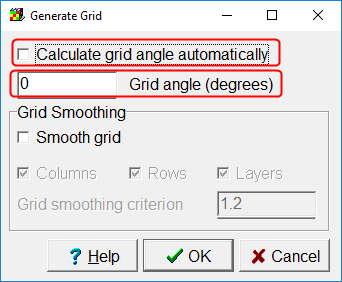 Generate Grid
Calculate grid angle automatically
0 Grid angle (degrees)
Grid Smoothing
Smooth grid
Columns Rows Layers
Grid smoothing criterion 1.2
? Help OK Cancel